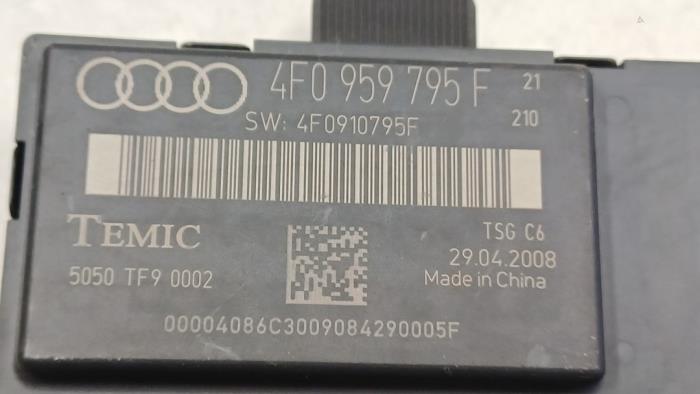 4F0 959 795 F 21
SW: 4F0910795F 210
TEMIC
TSG C6
5050 TF9 0002
29.04.2008
Made in China
00004086C3009084290005F